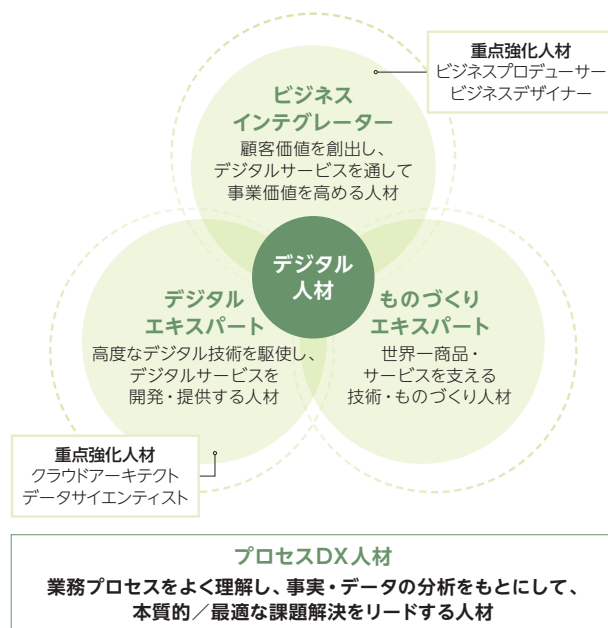 重点強化人材
ビジネスプロデューサー
ビジネスデザイナー
ビジネス
インテグレーター
顧客価値を創出し、
デジタルサービスを通して
事業価値を高める人材
デジタル
人材
デジタル
エキスパート
高度なデジタル技術を駆使し、
デジタルサービスを
開発・提供する人材
ものづくり
エキスパート
世界一商品・
サービスを支える
技術・ものづくり人材
重点強化人材
クラウドアーキテクト
データサイエンティスト
プロセスDX人材
業務プロセスをよく理解し、事実・データの分析をもとにして、
本質的／最適な課題解決をリードする人材